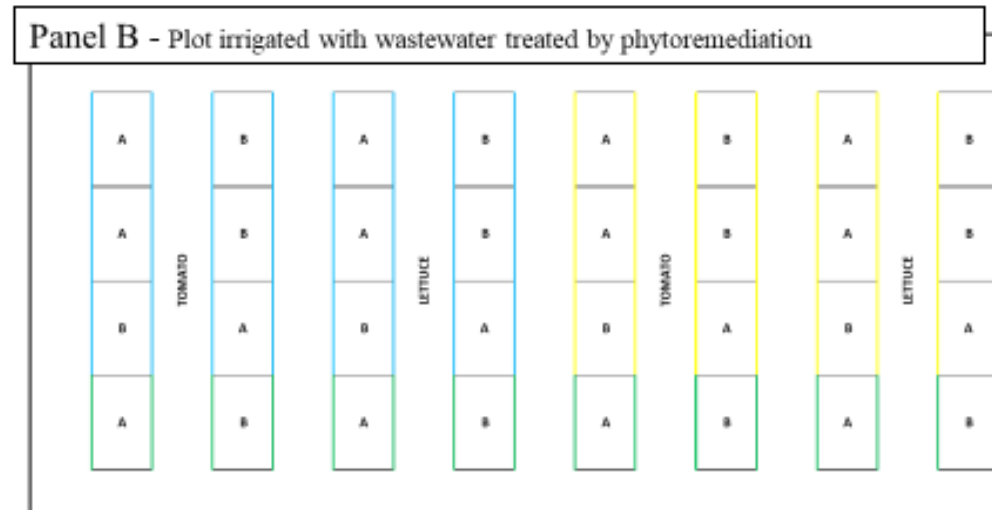 Panel B - Plot irrigated with wastewater treated by phytoremediation
A B A B A B A B
A B A B A B A B
TOMATO LETTUCE TOMATO LETTUCE
B A B A B A B A
A B A B A B A B